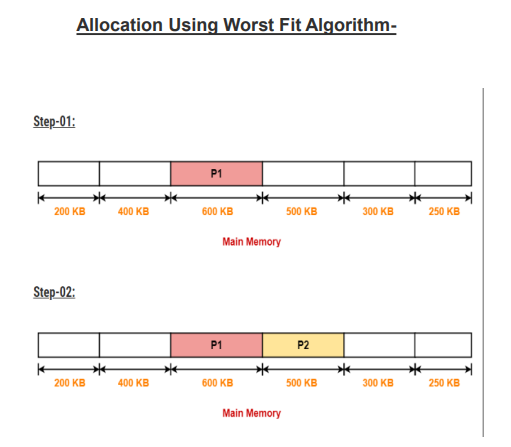 Allocation Using Worst Fit Algorithm-
Step-01:
P1
200 KB 400 KB 600 KB 500 KB 300 KB 250 KB
Main Memory
Step-02:
P1 P2
200 KB 400 KB 600 KB 500 KB 300 KB 250 KB
Main Memory